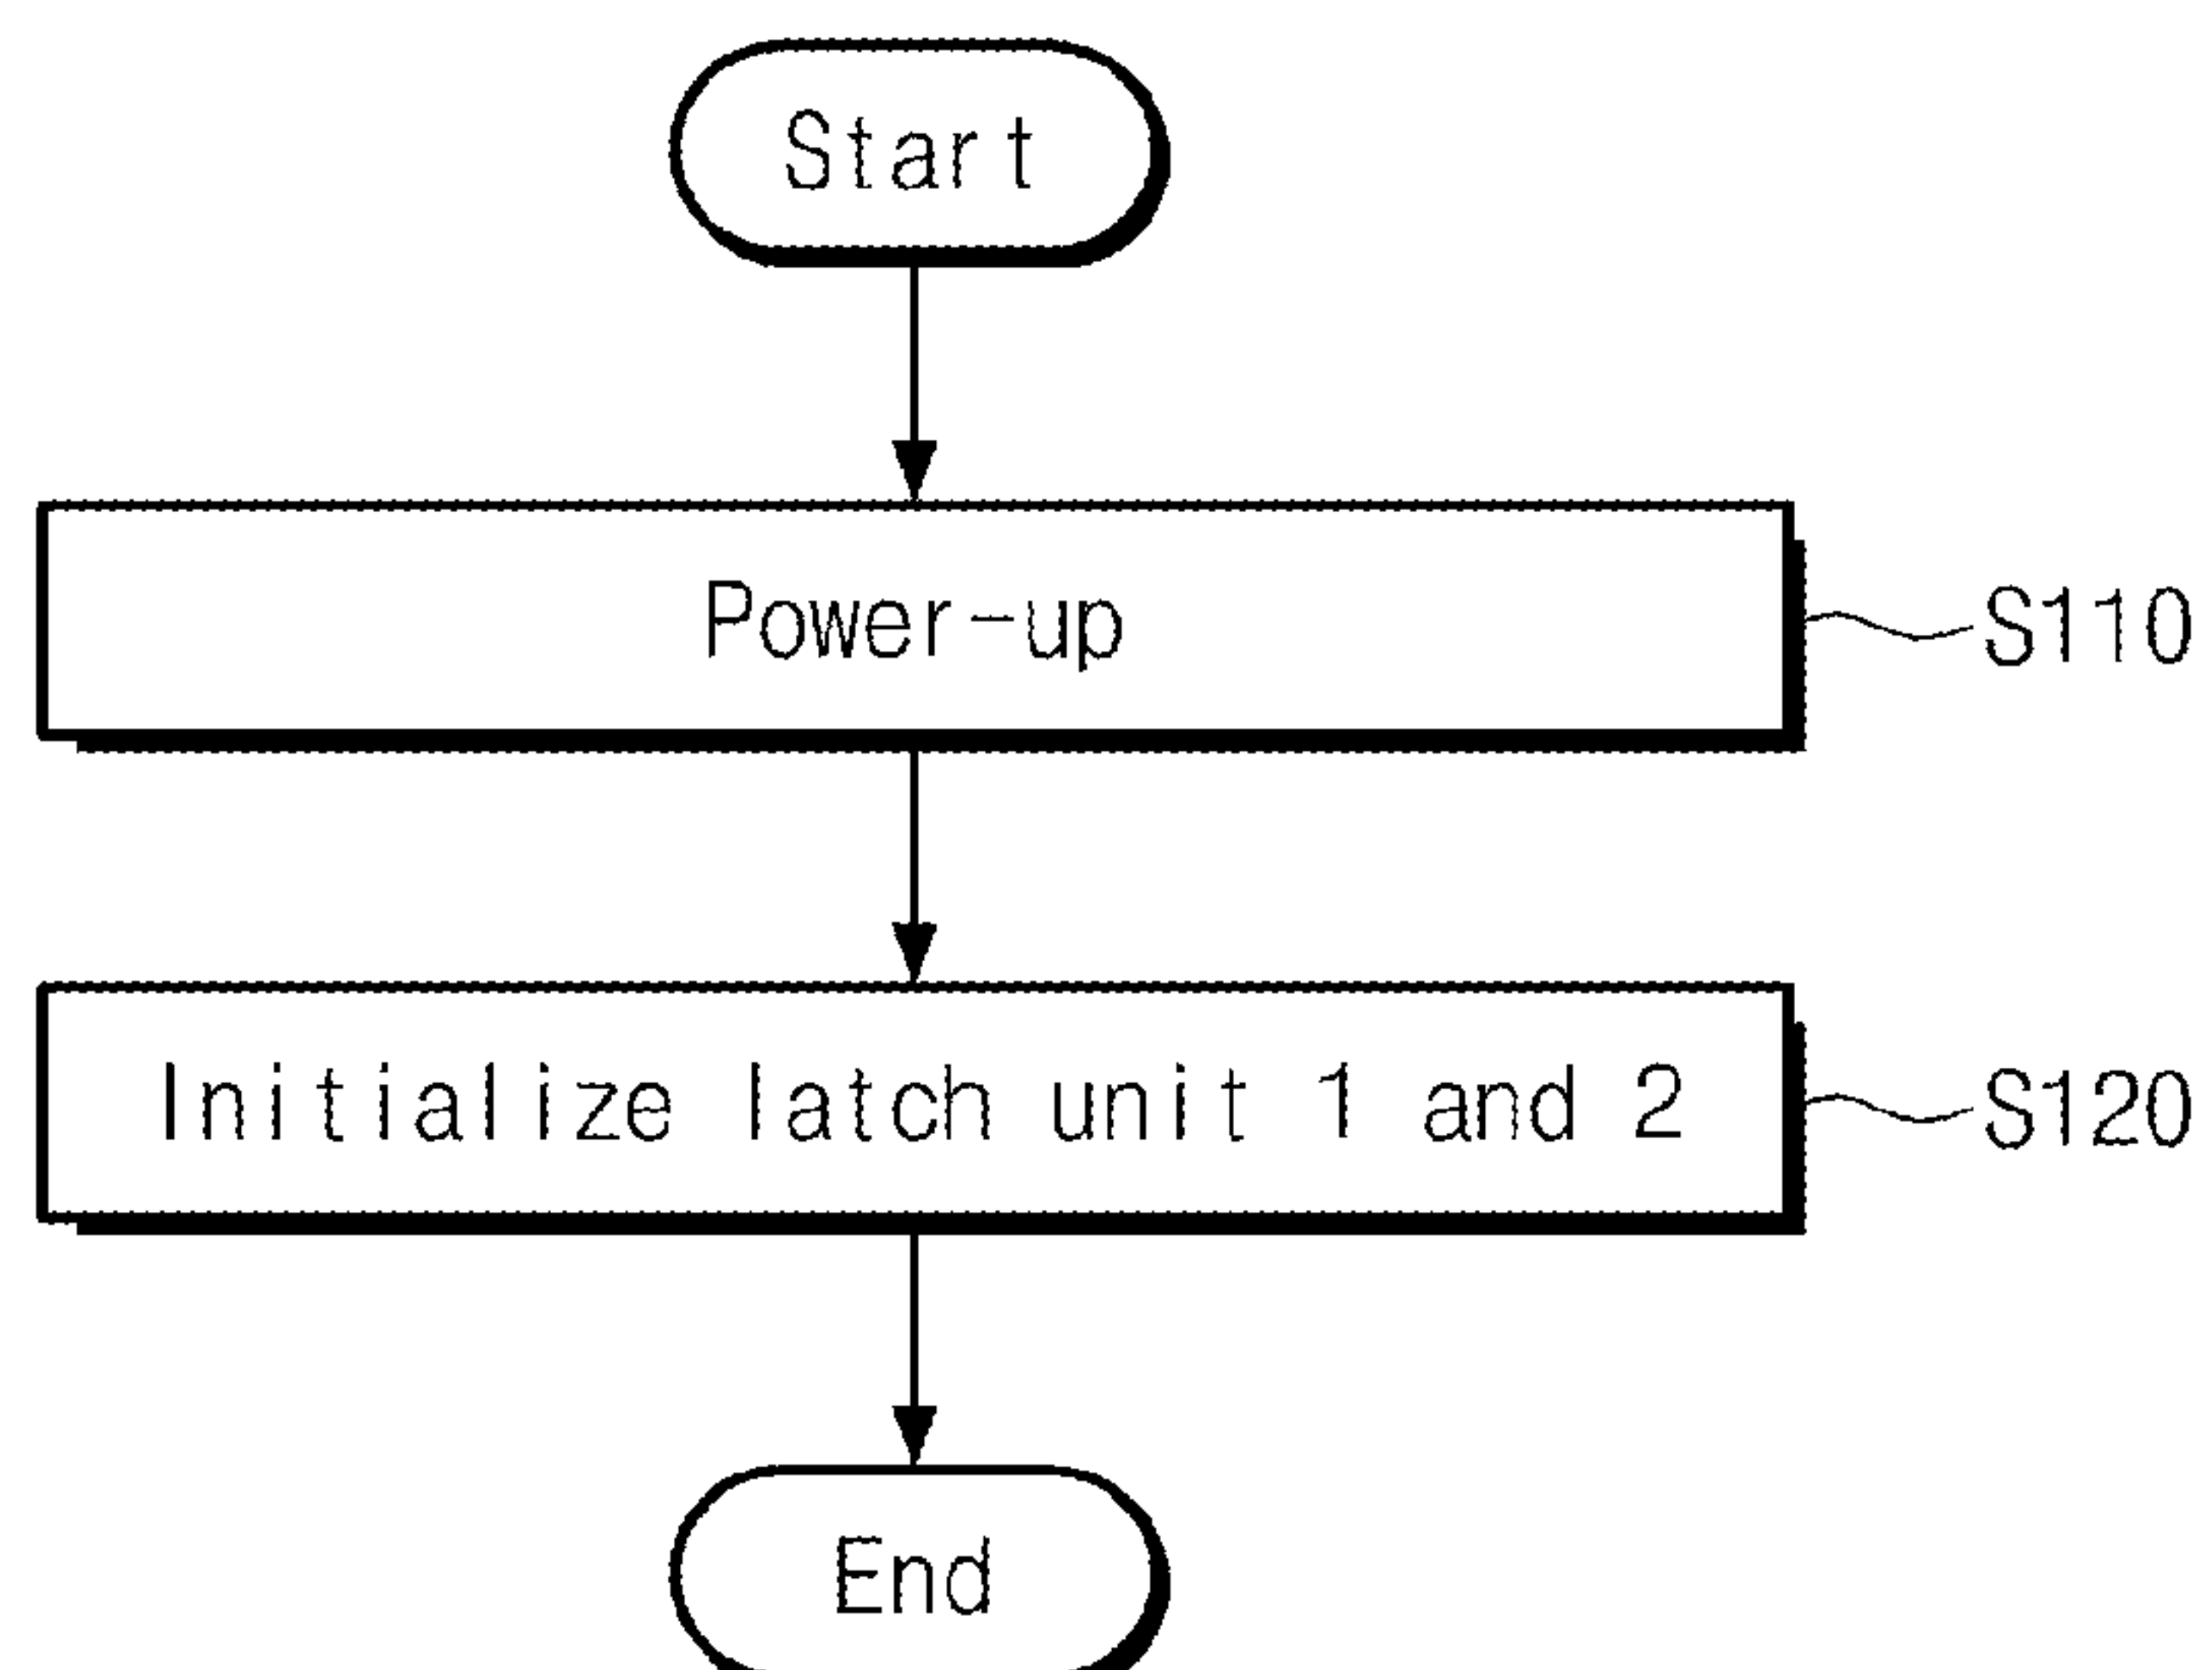 Start
Power-up
S110
Initialize latch unit 1 and 2
S120
End